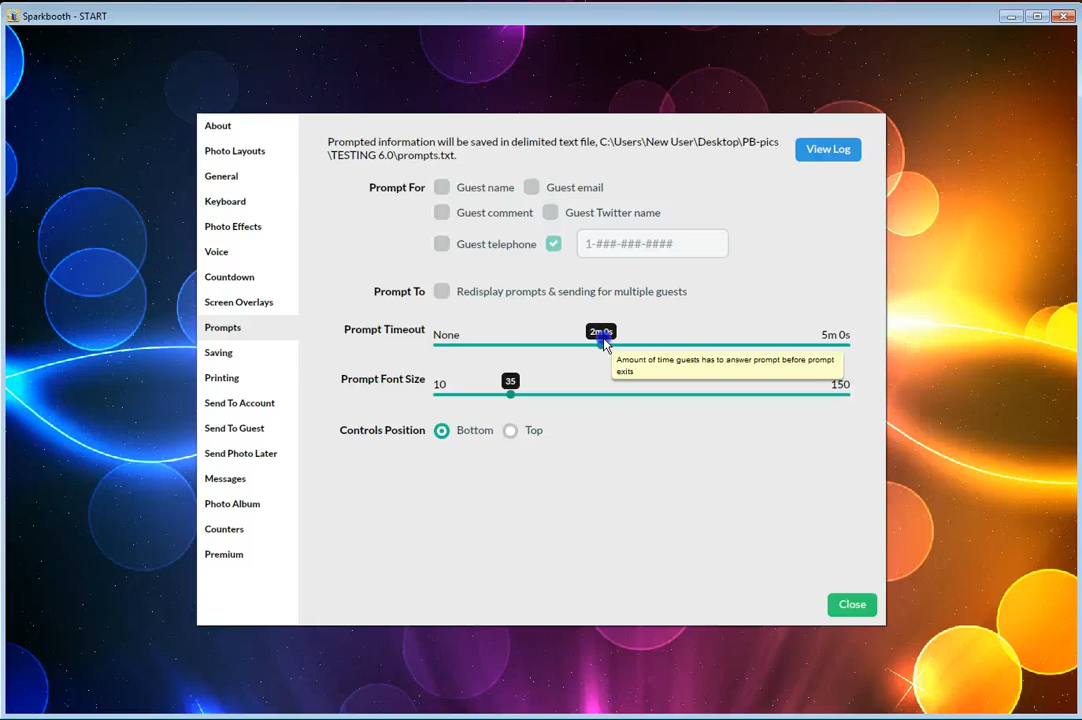 Sparkbooth - START
About
Photo Layouts
General
Keyboard
Photo Effects
Voice
Countdown
Screen Overlays
Prompts
Saving
Printing
Send To Account
Send To Guest
Send Photo Later
Messages
Photo Album
Counters
Premium
Prompted information will be saved in delimited text file, C:\Users\New User\Desktop\PB-pics
\TESTING 6.0\prompts.txt.
View Log
Prompt For Guest name Guest email
Guest comment Guest Twitter name
Guest telephone 1-###-###-####
Prompt To Redisplay prompts & sending for multiple guests
Prompt Timeout None 2m 0s 5m 0s
Amount of time guests has to answer prompt before prompt
exits
Prompt Font Size 10 35 150
Controls Position Bottom Top
Close